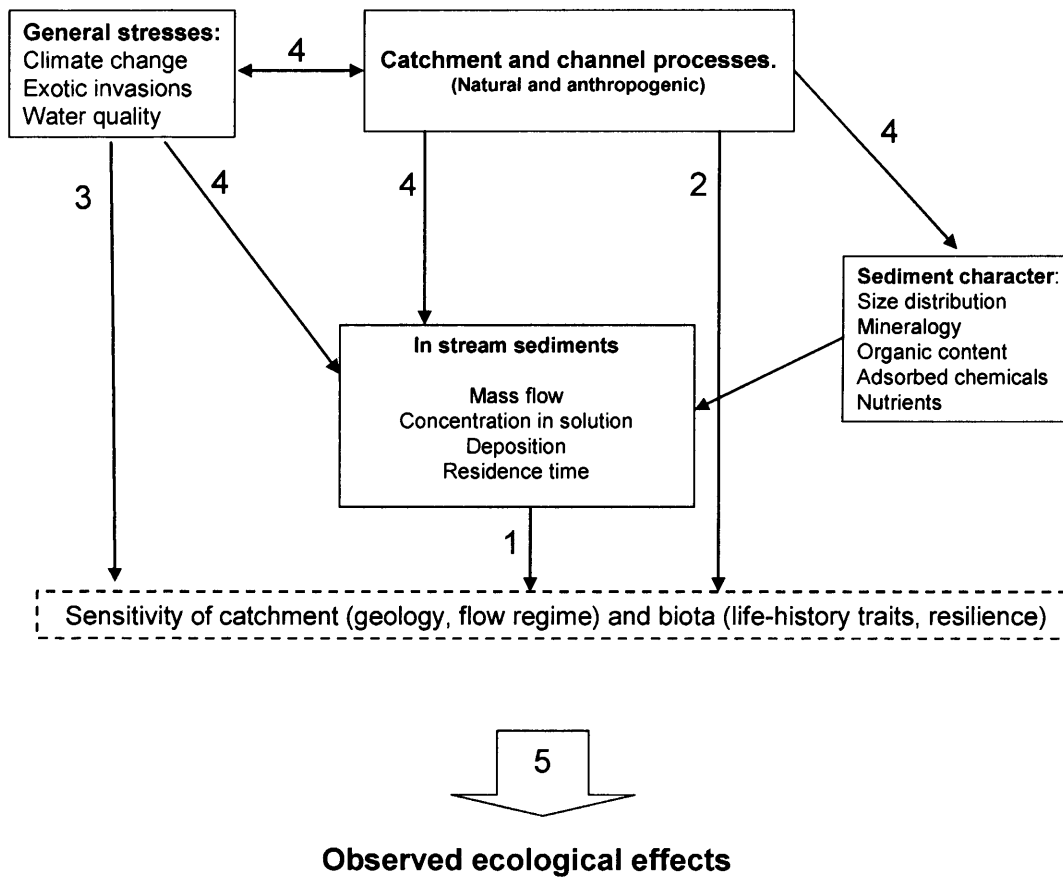 General stresses:
Climate change
Exotic invasions
Water quality
4
Catchment and channel processes.
(Natural and anthropogenic)
3
4
4
2
4
Sediment character:
Size distribution
Mineralogy
Organic content
Adsorbed chemicals
Nutrients
In stream sediments
Mass flow
Concentration in solution
Deposition
Residence time
1
Sensitivity of catchment (geology, flow regime) and biota (life-history traits, resilience)
5
Observed ecological effects